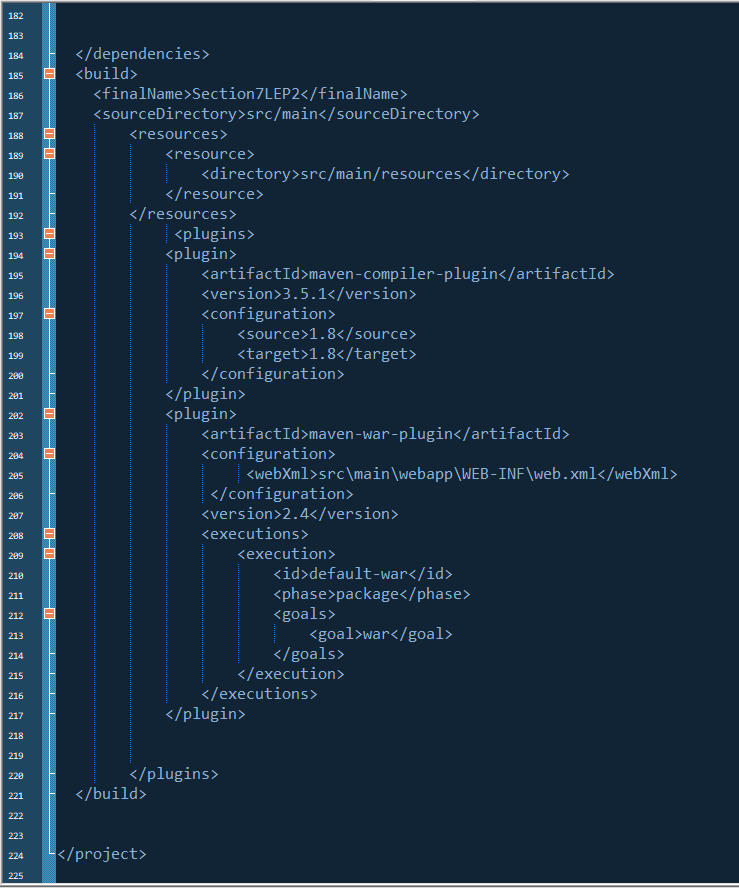 182
183
184 </dependencies>
185 <build>
186 <finalName>Section7LEP2</finalName>
187 <sourceDirectory>src/main</sourceDirectory>
188 <resources>
189 <resource>
190 <directory>src/main/resources</directory>
191 </resource>
192 </resources>
193 <plugins>
194 <plugin>
195 <artifactId>maven-compiler-plugin</artifactId>
196 <version>3.5.1</version>
197 <configuration>
198 <source>1.8</source>
199 <target>1.8</target>
200 </configuration>
201 </plugin>
202 <plugin>
203 <artifactId>maven-war-plugin</artifactId>
204 <configuration>
205 <webXml>src\main\webapp\WEB-INF\web.xml</webXml>
206 </configuration>
207 <version>2.4</version>
208 <executions>
209 <execution>
210 <id>default-war</id>
211 <phase>package</phase>
212 <goals>
213 <goal>war</goal>
214 </goals>
215 </execution>
216 </executions>
217 </plugin>
218
219
220 </plugins>
221 </build>
222
223
224 </project>
225